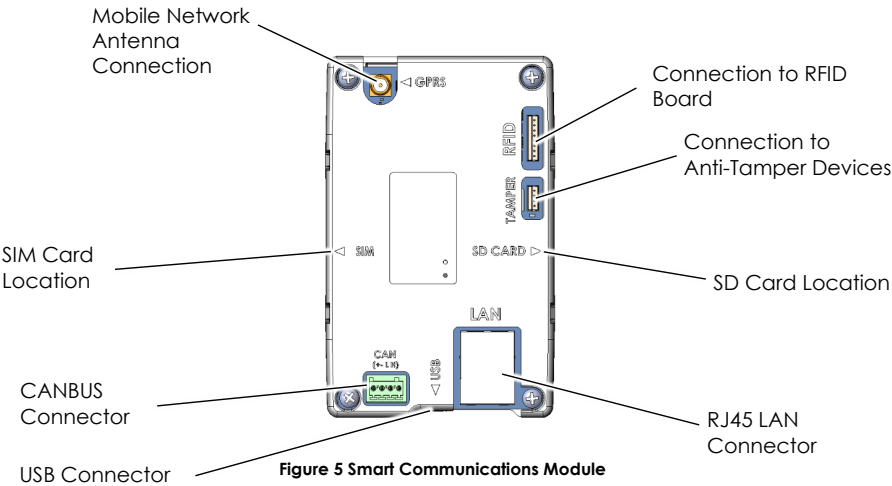 Mobile Network
Antenna
Connection
GPRS
Connection to RFID
Board
RFID
Connection to
Anti-Tamper Devices
TAMPER
SIM Card
Location
SIM
SD CARD
SD Card Location
LAN
CAN
(+- L H)
USB
CANBUS
Connector
RJ45 LAN
Connector
USB Connector
Figure 5 Smart Communications Module